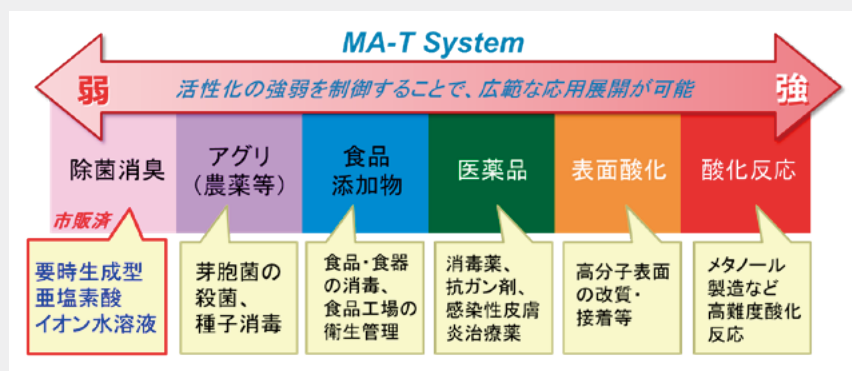 MA-T System
弱 活性化の強弱を制御することで、広範な応用展開が可能 強
除菌消臭
市販済
アグリ
（農薬等）
食品
添加物
医薬品
表面酸化
酸化反応
要時生成型
亜塩素酸
イオン水溶液
芽胞菌の
殺菌、
種子消毒
食品・食器
の消毒、
食品工場の
衛生管理
消毒薬、
抗ガン剤、
感染性皮膚
炎治療薬
高分子表面
の改質・
接着等
メタノール
製造など
高難度酸化
反応